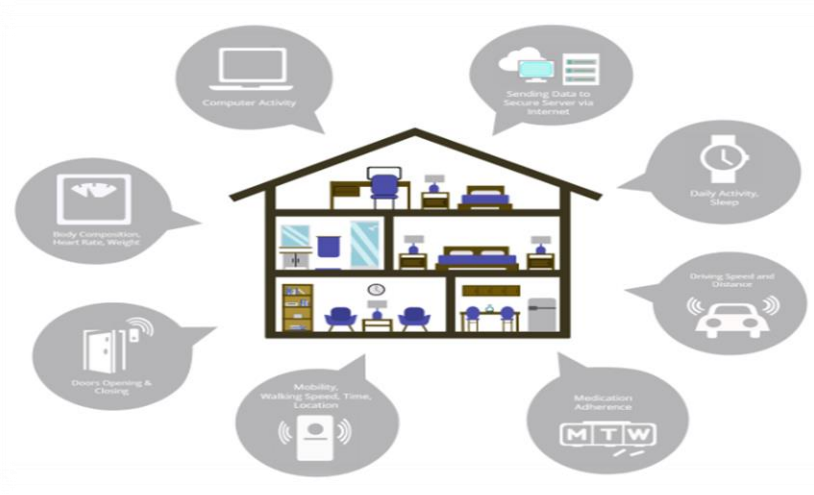 Computer Activity
Sending Data to
Secure Server via
Internet
Body Composition,
Heart Rate, Weight
Daily Activity,
Sleep
Driving Speed and
Distance
Doors Opening &
Closing
Mobility,
Walking Speed, Time,
Location
Medication
Adherence
M T W